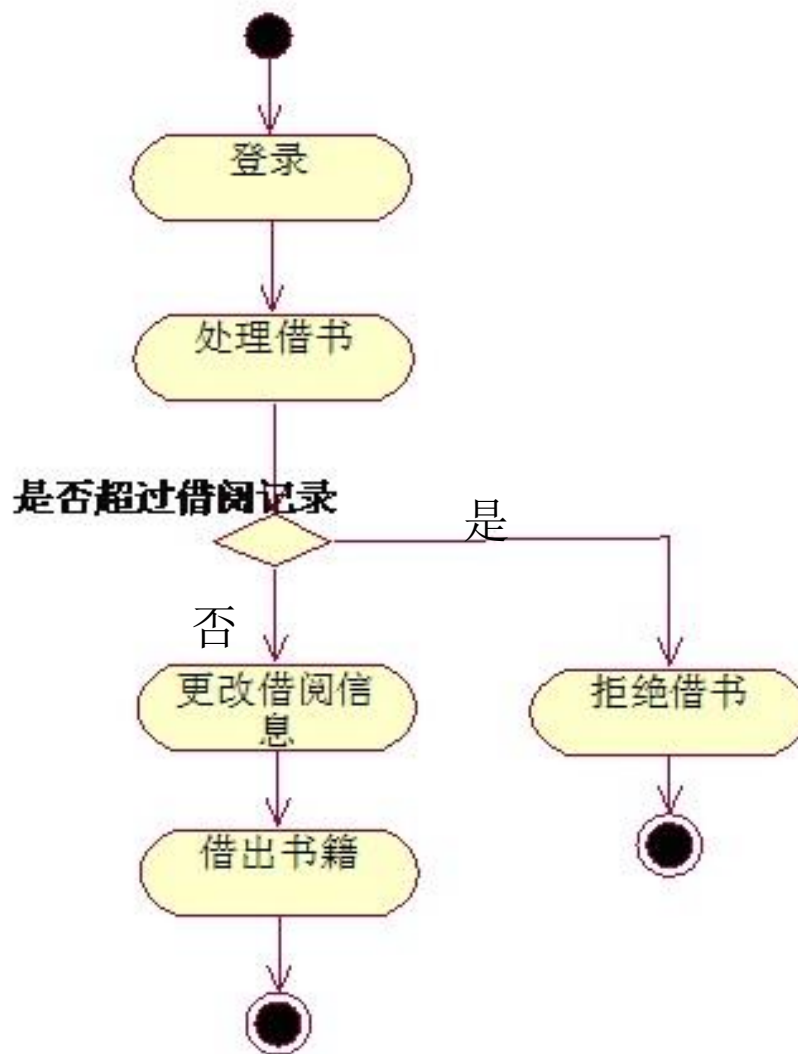 登录
处理借书
是否超过借阅记录
是
否
更改借阅信
息
拒绝借书
借出书籍